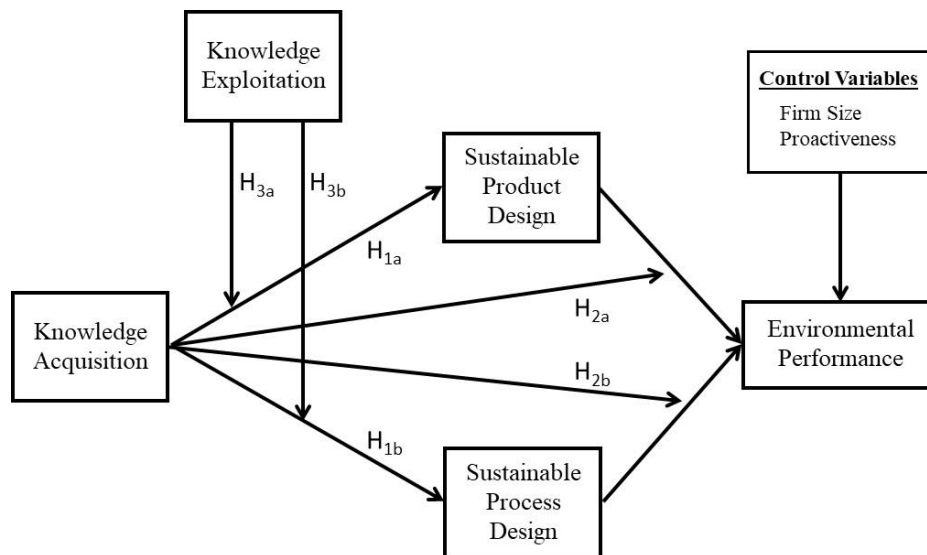 Knowledge
Exploitation
Control Variables
Firm Size
Proactiveness
Sustainable
Product
Design
H3a
H3b
H1a
Knowledge
Acquisition
H2a
Environmental
Performance
H2b
H1b
Sustainable
Process
Design